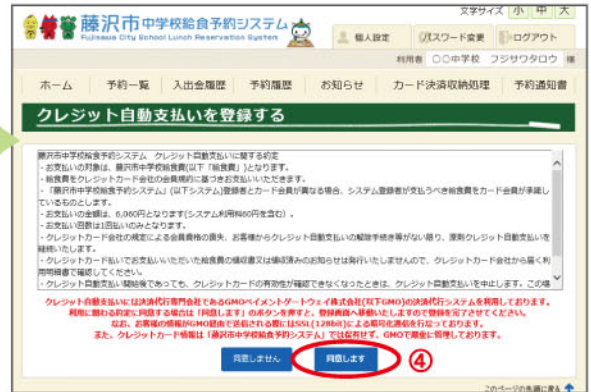 文字サイズ 小 中 大
藤沢市中学校給食予約システム
Fujisawa City School Lunch Reservation System
個人設定 パスワード変更 ログアウト
利用者 〇〇中学校 フジサワタロウ 様
ホーム 予約一覧 入出金履歴 予約履歴 お知らせ カード決済収納処理 予約通知書
クレジット自動支払いを登録する
藤沢市中学校給食予約システム クレジット自動支払いに関する約定
・お支払いの対象は、藤沢市中学校給食費(以下「給食費」)となります。
・給食費をクレジットカード会社の会員規約に基づきお支払いいただきます。
・「藤沢市中学校給食予約システム」(以下システム)登録者とカード会員が異なる場合、システム登録者が支払うべき給食費をカード会員が承諾し
ているものとします。
・お支払いの金額は、6,060円となります(システム利用料60円を含む)。
・お支払い回数は1回払いのみとなります。
・クレジットカード会社の規定による会員資格の喪失、お客様からクレジット自動支払いの解除手続き等がない限り、原則クレジット自動支払いを
継続いたします。
・クレジットカード払いでお支払いいただいた給食費の領収書又は領収済みのお知らせは発行いたしませんので、クレジットカード会社から届く利
用明細書で確認してください。
・クレジット自動支払い開始後であっても、クレジットカードの有効性が確認できなくなったときは、クレジット自動支払いを中止します。この場
クレジット自動支払いには決済代行専門会社であるGMOペイメントゲートウェイ株式会社(以下GMO)の決済代行システムを利用しております。
利用に関わる約定に同意する場合は「同意します」のボタンを押すと、登録画面へ移動いたしますので登録を完了させてください。
なお、お客様の情報がGMO経由で送信される際にはSSL(128bit)による暗号化通信を行なっております。
また、クレジットカード情報は「藤沢市中学校給食予約システム」では保有せず、GMOで厳重に管理しております。
同意しません 同意します ④
このページの先頭に戻る